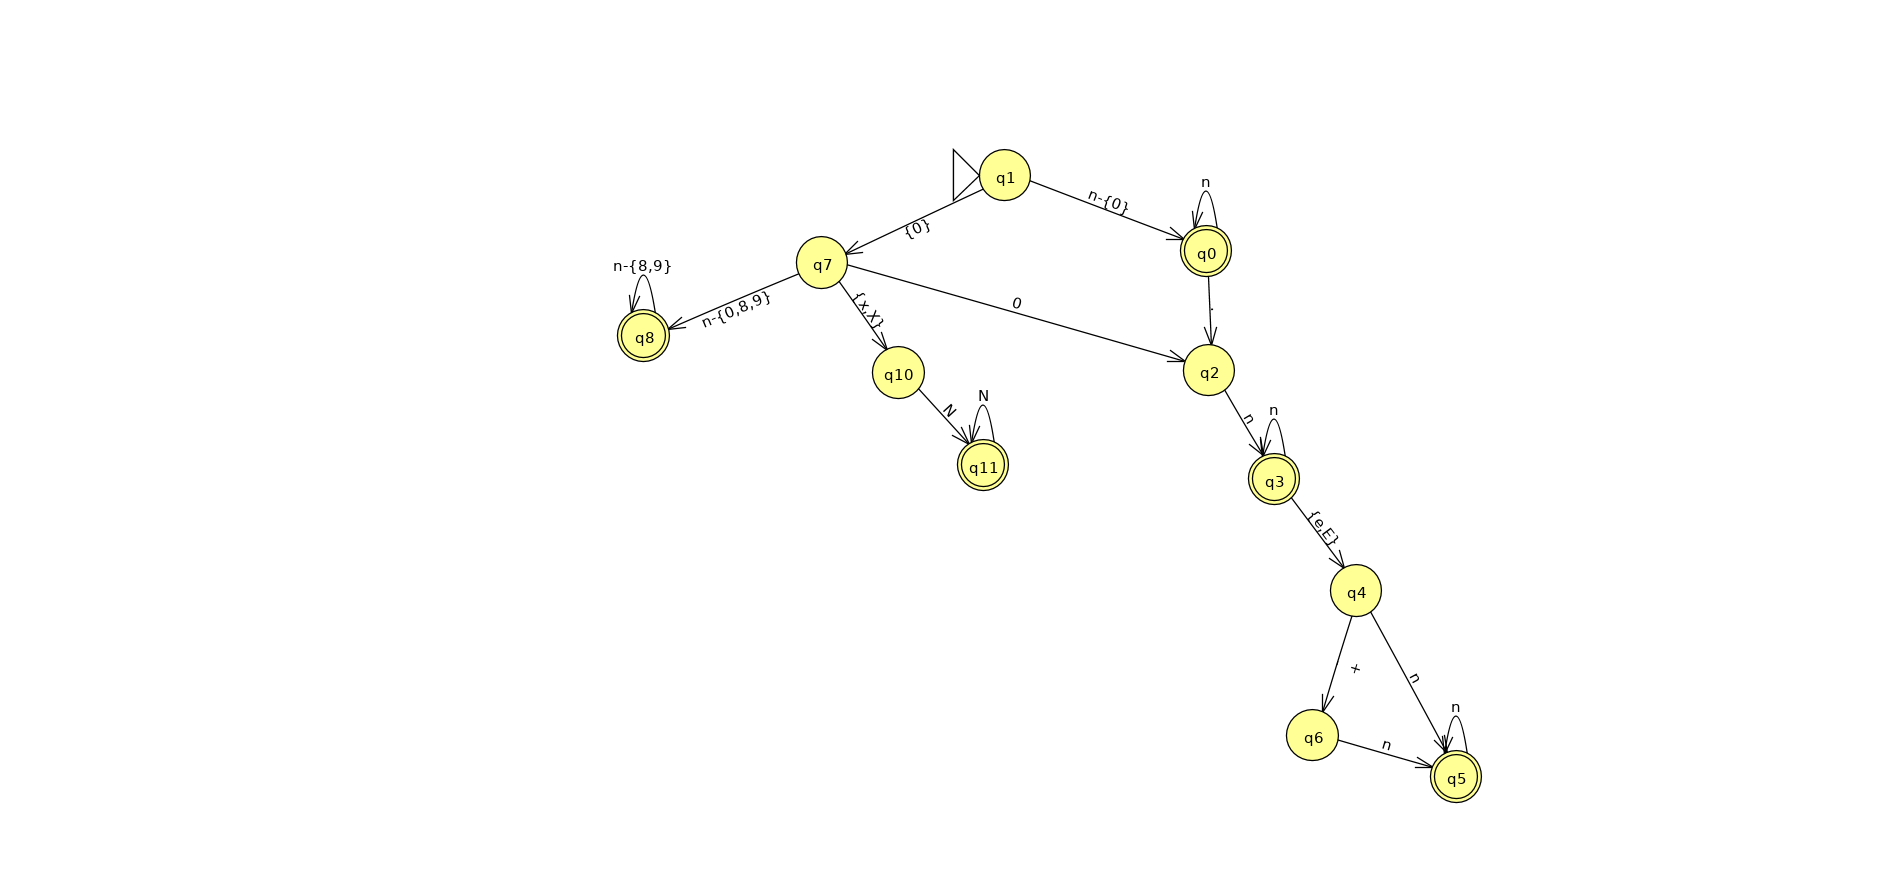 q1
n-{0}
n
{0}
q0
q7
n-{8,9}
n-{0,8,9}
{x,X}
0
.
q8
q10
q2
N
N
n
n
q11
q3
{e,E}
q4
+
n
n
q6
n
q5